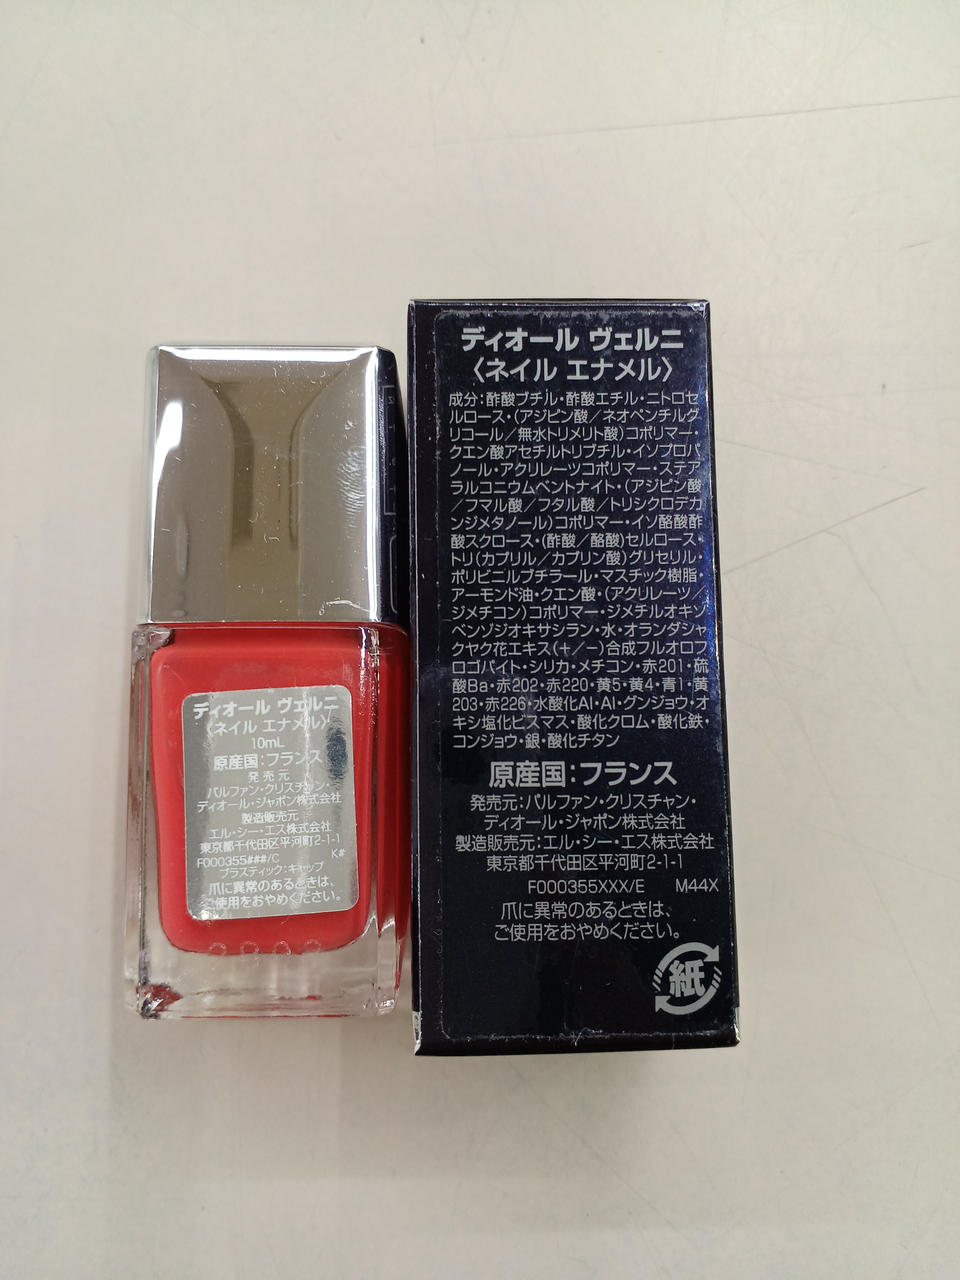 ディオール ヴェルニ
〈ネイル エナメル〉
10mL
原産国：フランス
発売元
パルファン・クリスチャン・
ディオール・ジャポン株式会社
製造販売元
エル・シー・エス株式会社
東京都千代田区平河町2-1-1
F000355###/C K#
プラスティック：キャップ
爪に異常のあるときは、
ご使用をおやめください。
ディオール ヴェルニ
〈ネイル エナメル〉
成分：酢酸ブチル・酢酸エチル・ニトロセ
ルロース・（アジピン酸／ネオペンチルグ
リコール／無水トリメリト酸）コポリマー・
クエン酸アセチルトリブチル・イソプロパ
ノール・アクリレーツコポリマー・ステア
ラルコニウムベントナイト・（アジピン酸
／フマル酸／フタル酸／トリシクロデカ
ンジメタノール）コポリマー・イソ酪酸酢
酸スクロース・（酢酸／酪酸）セルロース・
トリ（カプリル／カプリン酸）グリセリル・
ポリビニルブチラール・マスチック樹脂・
アーモンド油・クエン酸・（アクリレーツ／
ジメチコン）コポリマー・ジメチルオキソ
ベンゾジオキサシラン・水・オランダシャ
クヤク花エキス（＋／－）合成フルオロフ
ロゴパイト・シリカ・メチコン・赤201・硫
酸Ba・赤202・赤220・黄5・黄4・青1・黄
203・赤226・水酸化Al・Al・グンジョウ・オ
キシ塩化ビスマス・酸化クロム・酸化鉄・
コンジョウ・銀・酸化チタン
原産国：フランス
発売元：パルファン・クリスチャン・
ディオール・ジャポン株式会社
製造販売元：エル・シー・エス株式会社
東京都千代田区平河町2-1-1
F000355XXX/E M44X
爪に異常のあるときは、
ご使用をおやめください。
紙